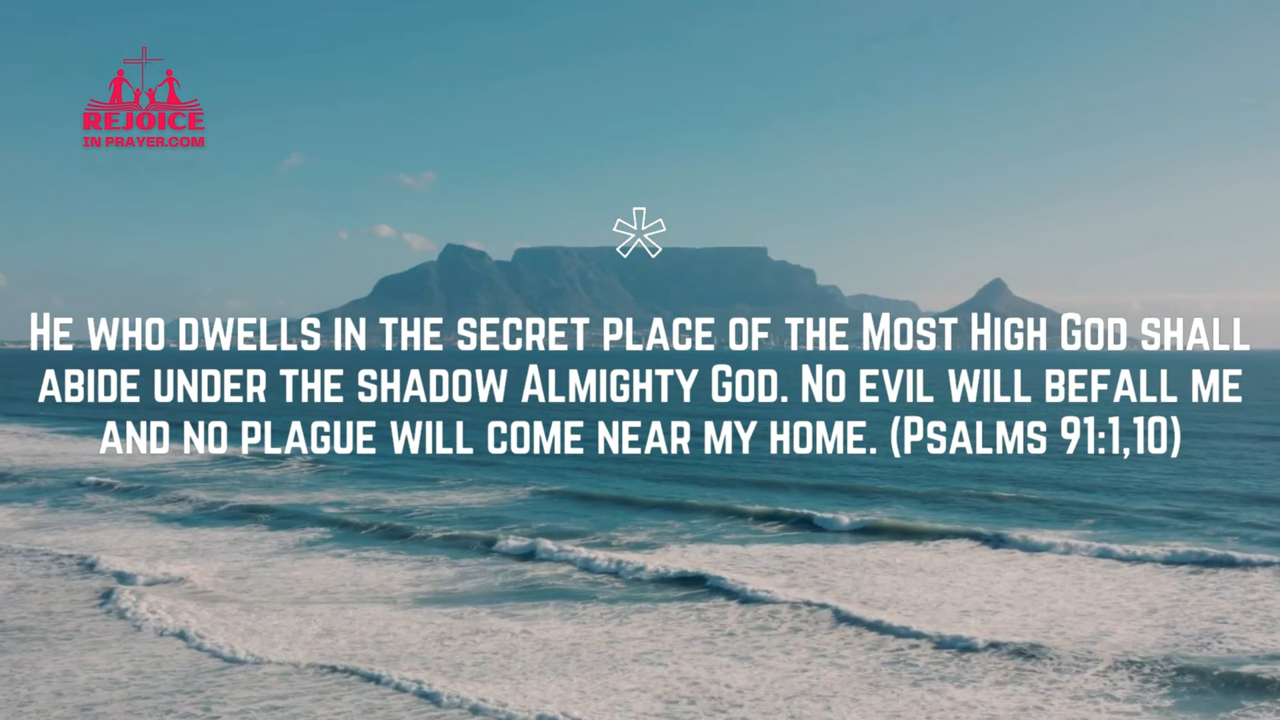 REJOICE
IN PRAYER.COM
He who dwells in the secret place of the Most High God shall
abide under the shadow Almighty God. No evil will befall me
and no plague will come near my home. (Psalms 91:1,10)